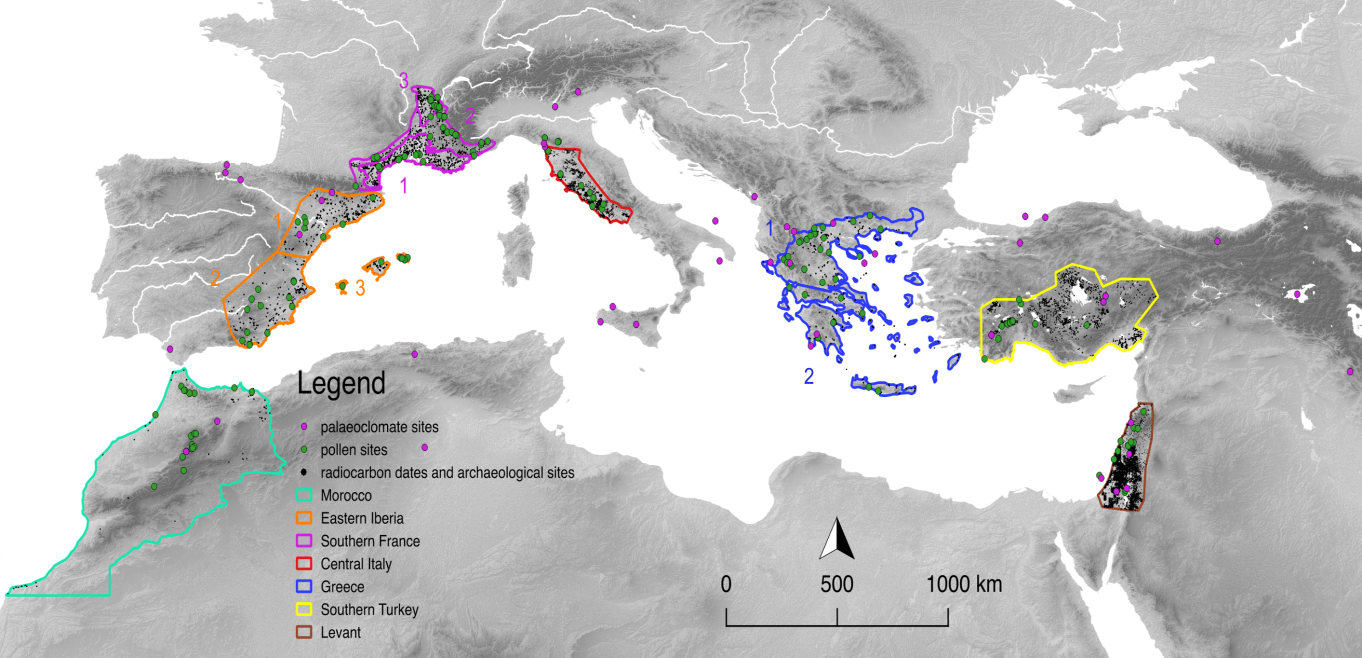 3
2
1
1
2
3
1
2
Legend
palaeoclomate sites
pollen sites
radiocarbon dates and archaeological sites
Morocco
Eastern Iberia
Southern France
Central Italy
Greece
Southern Turkey
Levant
0 500 1000 km